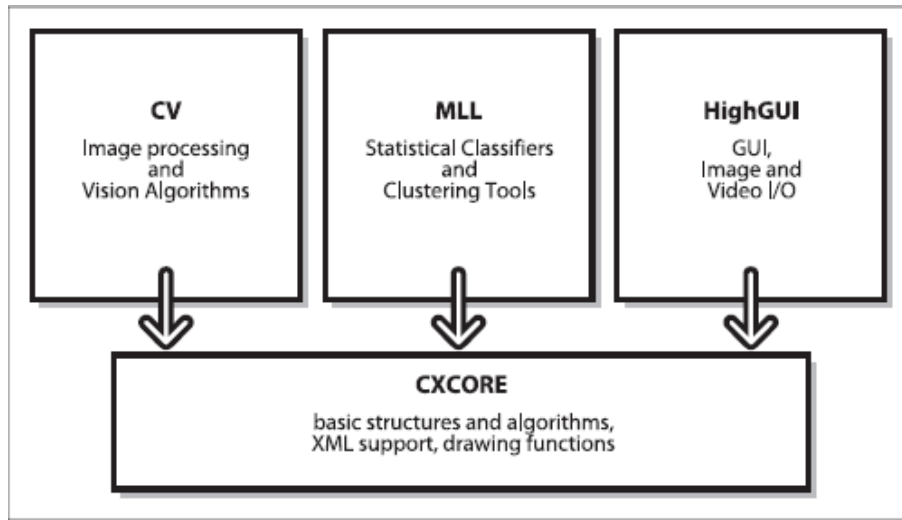 CV
Image processing
and
Vision Algorithms
MLL
Statistical Classifiers
and
Clustering Tools
HighGUI
GUI,
Image and
Video I/O
CXCORE
basic structures and algorithms,
XML support, drawing functions